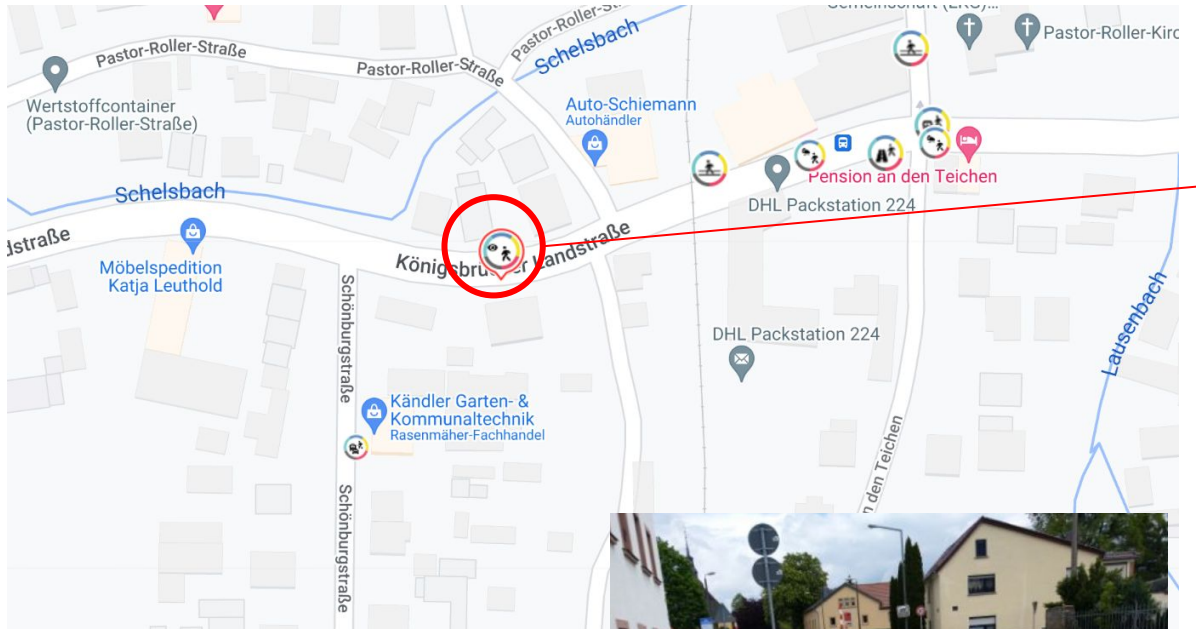 Pastor-Roller-Straße
Pastor-Roller-Straße
Schelsbach
Pastor-Roller-Kirc
Pastor-Roller-Straße
Wertstoffcontainer
(Pastor-Roller-Straße)
Auto-Schiemann
Autohändler
Schelsbach
Pension an den Teichen
DHL Packstation 224
Königsbrücker Landstraße
dstraße
Möbelspedition
Katja Leuthold
Schönburgstraße
DHL Packstation 224
Lausenbach
Kändler Garten- &
Kommunaltechnik
Rasenmäher-Fachhandel
n den Teichen
Schönburgstraße